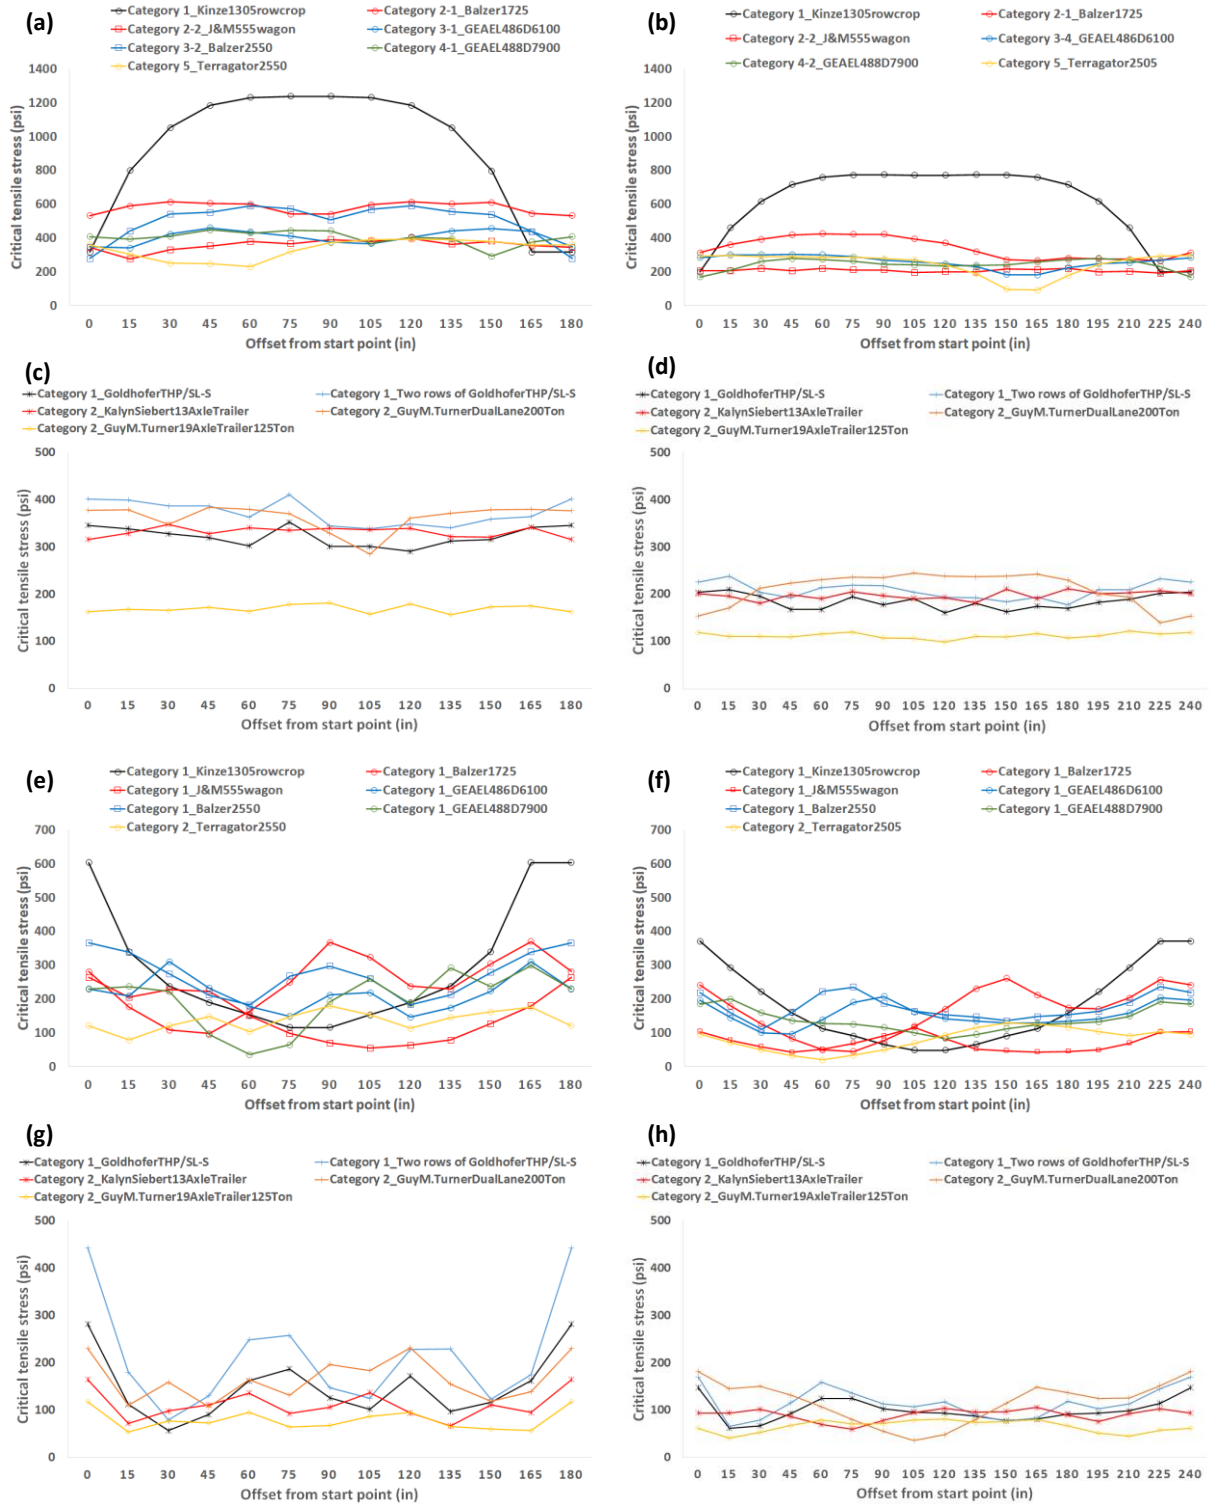 (a)
Category 1_Kinze1305rowcrop Category 2-1_Balzer1725
Category 2-2_J&M555wagon Category 3-1_GEAEL486D6100
Category 3-2_Balzer2550 Category 4-1_GEAEL488D7900
Category 5_Terragator2550
Critical tensile stress (psi)
1400
1200
1000
800
600
400
200
0
0 15 30 45 60 75 90 105 120 135 150 165 180
Offset from start point (in)
(b)
Category 1_Kinze1305rowcrop Category 2-1_Balzer1725
Category 2-2_J&M555wagon Category 3-4_GEAEL486D6100
Category 4-2_GEAEL488D7900 Category 5_Terragator2505
Critical tensile stress (psi)
1400
1200
1000
800
600
400
200
0
0 15 30 45 60 75 90 105 120 135 150 165 180 195 210 225 240
Offset from start point (in)
(c)
Category 1_GoldhoferTHP/SL-S Category 1_Two rows of GoldhoferTHP/SL-S
Category 2_KalynSiebert13AxleTrailer Category 2_GuyM.TurnerDualLane200Ton
Category 2_GuyM.Turner19AxleTrailer125Ton
Critical tensile stress (psi)
500
400
300
200
100
0
0 15 30 45 60 75 90 105 120 135 150 165 180
Offset from start point (in)
(d)
Category 1_GoldhoferTHP/SL-S Category 1_Two rows of GoldhoferTHP/SL-S
Category 2_KalynSiebert13AxleTrailer Category 2_GuyM.TurnerDualLane200Ton
Category 2_GuyM.Turner19AxleTrailer125Ton
Critical tensile stress (psi)
500
400
300
200
100
0
0 15 30 45 60 75 90 105 120 135 150 165 180 195 210 225 240
Offset from start point (in)
(e)
Category 1_Kinze1305rowcrop Category 1_Balzer1725
Category 1_J&M555wagon Category 1_GEAEL486D6100
Category 1_Balzer2550 Category 1_GEAEL488D7900
Category 2_Terragator2550
Critical tensile stress (psi)
700
600
500
400
300
200
100
0
0 15 30 45 60 75 90 105 120 135 150 165 180
Offset from start point (in)
(f)
Category 1_Kinze1305rowcrop Category 1_Balzer1725
Category 1_J&M555wagon Category 1_GEAEL486D6100
Category 1_Balzer2550 Category 1_GEAEL488D7900
Category 2_Terragator2505
Critical tensile stress (psi)
700
600
500
400
300
200
100
0
0 15 30 45 60 75 90 105 120 135 150 165 180 195 210 225 240
Offset from start point (in)
(g)
Category 1_GoldhoferTHP/SL-S Category 1_Two rows of GoldhoferTHP/SL-S
Category 2_KalynSiebert13AxleTrailer Category 2_GuyM.TurnerDualLane200Ton
Category 2_GuyM.Turner19AxleTrailer125Ton
Critical tensile stress (psi)
500
400
300
200
100
0
0 15 30 45 60 75 90 105 120 135 150 165 180
Offset from start point (in)
(h)
Category 1_GoldhoferTHP/SL-S Category 1_Two rows of GoldhoferTHP/SL-S
Category 2_KalynSiebert13AxleTrailer Category 2_GuyM.TurnerDualLane200Ton
Category 2_GuyM.Turner19AxleTrailer125Ton
Critical tensile stress (psi)
500
400
300
200
100
0
0 15 30 45 60 75 90 105 120 135 150 165 180 195 210 225 240
Offset from start point (in)